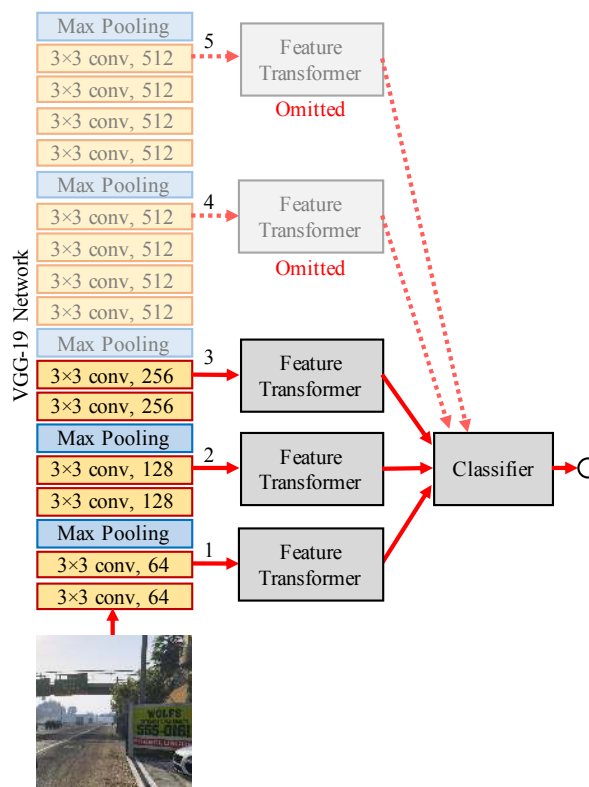 Max Pooling
3×3 conv, 512
3×3 conv, 512
3×3 conv, 512
3×3 conv, 512
5
Feature
Transformer
Omitted
Max Pooling
3×3 conv, 512
3×3 conv, 512
3×3 conv, 512
3×3 conv, 512
4
Feature
Transformer
Omitted
VGG-19 Network
Max Pooling
3×3 conv, 256
3×3 conv, 256
3
Feature
Transformer
Max Pooling
3×3 conv, 128
3×3 conv, 128
2
Feature
Transformer
Classifier
Max Pooling
3×3 conv, 64
3×3 conv, 64
1
Feature
Transformer
WOLFS
555-0161